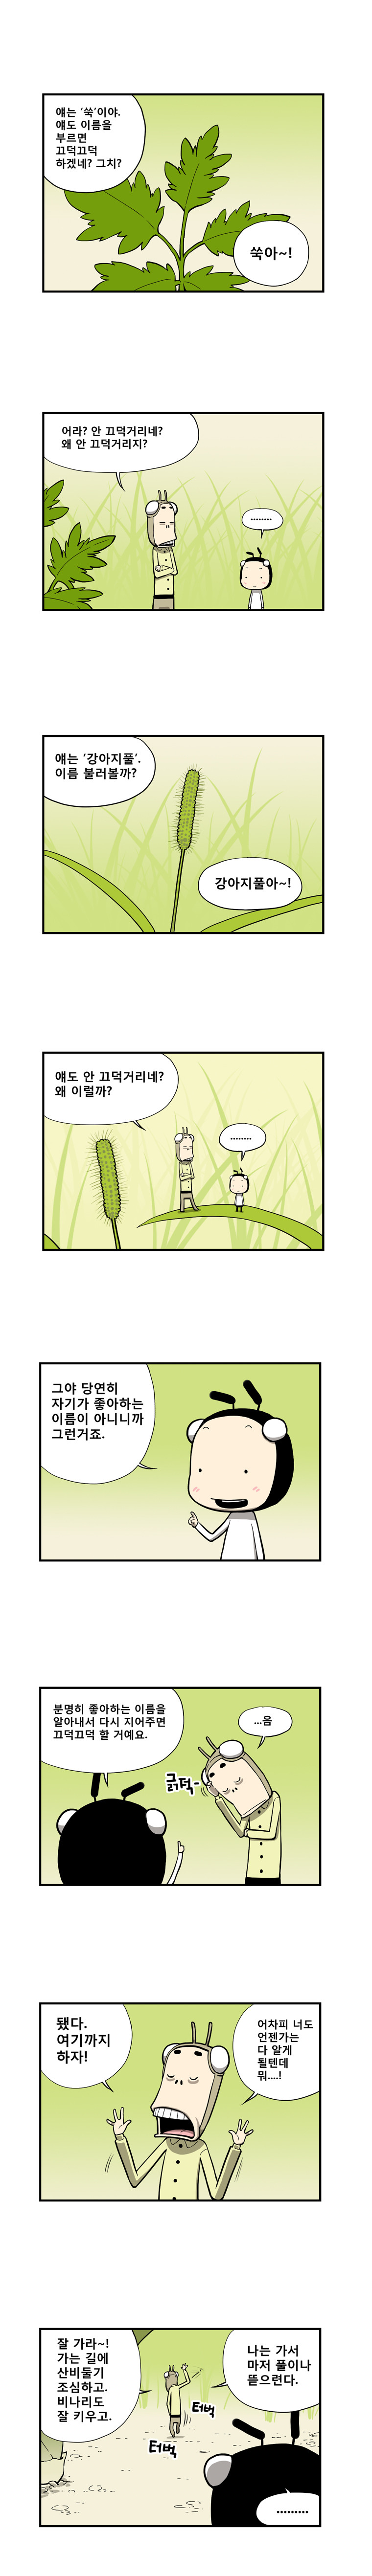 얘는 '쑥'이야.
얘도 이름을
부르면
끄덕끄덕
하겠네? 그치?
쑥아~!
어라? 안 끄덕거리네?
왜 안 끄덕거리지?
........
얘는 '강아지풀'.
이름 불러볼까?
강아지풀아~!
얘도 안 끄덕거리네?
왜 이럴까?
........
그야 당연히
자기가 좋아하는
이름이 아니니까
그런거죠.
분명히 좋아하는 이름을
알아내서 다시 지어주면
끄덕끄덕 할 거예요.
...음
긁적-
됐다.
여기까지
하자!
어차피 너도
언젠가는
다 알게
될텐데
뭐....!
잘 가라~!
가는 길에
산비둘기
조심하고.
비나리도
잘 키우고.
나는 가서
마저 풀이나
뜯으련다.
터벅
터벅
.........